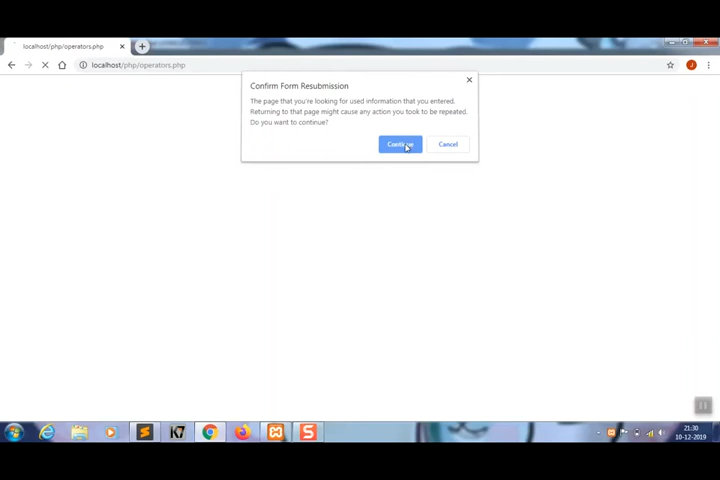 localhost/php/operators.php
localhost/php/operators.php
Confirm Form Resubmission
The page that you're looking for used information that you entered.
Returning to that page might cause any action you took to be repeated.
Do you want to continue?
Continue Cancel
J
K7
S
21:30
10-12-2019